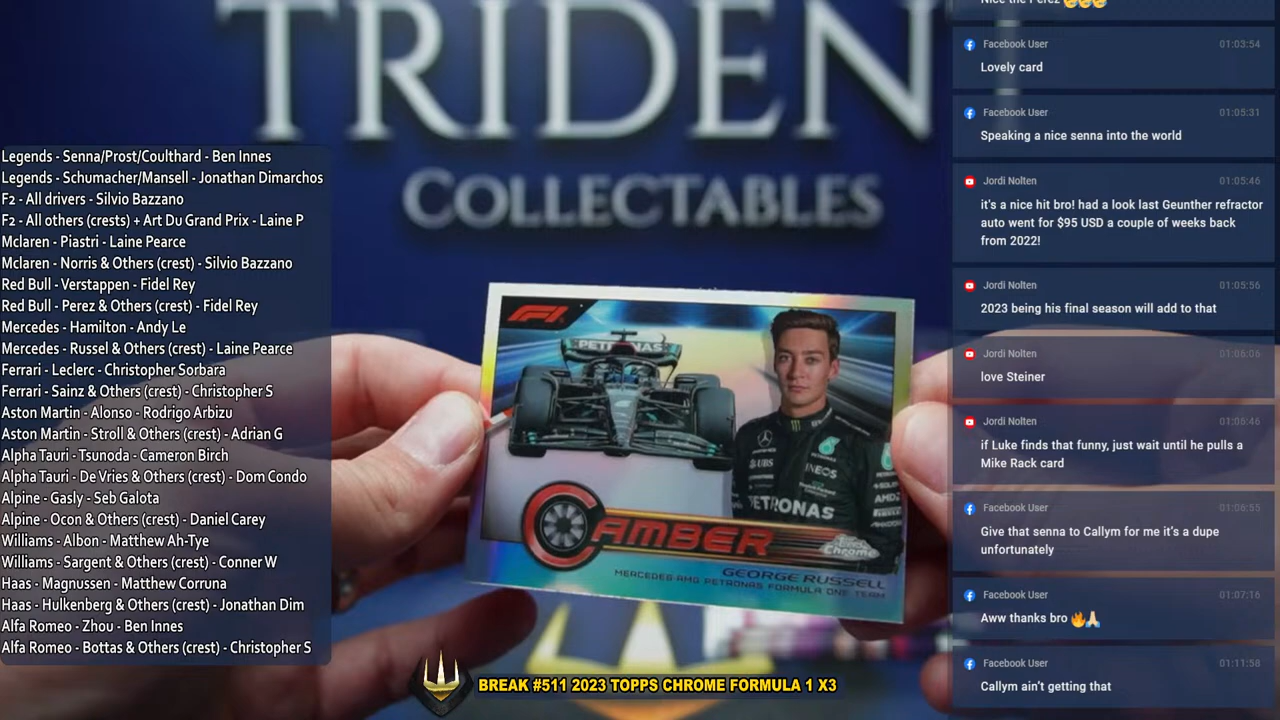 TRIDEN
COLLECTABLES
Legends - Senna/Prost/Coulthard - Ben Innes
Legends - Schumacher/Mansell - Jonathan Dimarchos
F2 - All drivers - Silvio Bazzano
F2 - All others (crests) + Art Du Grand Prix - Laine P
Mclaren - Piastri - Laine Pearce
Mclaren - Norris & Others (crest) - Silvio Bazzano
Red Bull - Verstappen - Fidel Rey
Red Bull - Perez & Others (crest) - Fidel Rey
Mercedes - Hamilton - Andy Le
Mercedes - Russel & Others (crest) - Laine Pearce
Ferrari - Leclerc - Christopher Sorbara
Ferrari - Sainz & Others (crest) - Christopher S
Aston Martin - Alonso - Rodrigo Arbizu
Aston Martin - Stroll & Others (crest) - Adrian G
Alpha Tauri - Tsunoda - Cameron Birch
Alpha Tauri - De Vries & Others (crest) - Dom Condo
Alpine - Gasly - Seb Galota
Alpine - Ocon & Others (crest) - Daniel Carey
Williams - Albon - Matthew Ah-Tye
Williams - Sargent & Others (crest) - Conner W
Haas - Magnussen - Matthew Corruna
Haas - Hulkenberg & Others (crest) - Jonathan Dim
Alfa Romeo - Zhou - Ben Innes
Alfa Romeo - Bottas & Others (crest) - Christopher S
F1
PETRONAS
UBS
INEOS
PETRONAS
AMD
CAMBER
Topps Chrome
GEORGE RUSSELL
MERCEDES-AMG PETRONAS FORMULA ONE TEAM
BREAK #511 2023 TOPPS CHROME FORMULA 1 X3
Nice the Perez 🥳🥳🥳
Facebook User 01:03:54
Lovely card
Facebook User 01:05:31
Speaking a nice senna into the world
Jordi Nolten 01:05:46
it's a nice hit bro! had a look last Geunther refractor
auto went for $95 USD a couple of weeks back
from 2022!
Jordi Nolten 01:05:56
2023 being his final season will add to that
Jordi Nolten 01:06:06
love Steiner
Jordi Nolten 01:06:46
if Luke finds that funny, just wait until he pulls a
Mike Rack card
Facebook User 01:06:55
Give that senna to Callym for me it's a dupe
unfortunately
Facebook User 01:07:16
Aww thanks bro 🔥🙏🏻
Facebook User 01:11:58
Callym ain't getting that